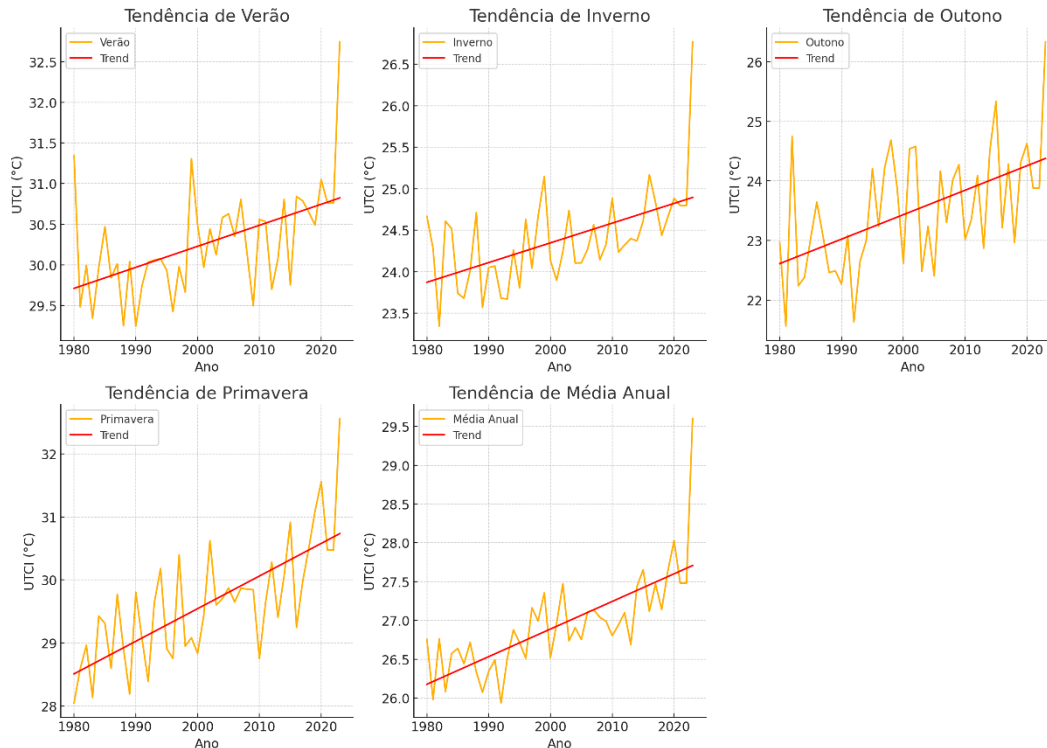 Tendência de Verão
Verão
Trend
UTCI (°C)
32.5
32.0
31.5
31.0
30.5
30.0
29.5
1980
1990
2000
2010
2020
Ano
Tendência de Inverno
Inverno
Trend
UTCI (°C)
26.5
26.0
25.5
25.0
24.5
24.0
23.5
1980
1990
2000
2010
2020
Ano
Tendência de Outono
Outono
Trend
UTCI (°C)
26
25
24
23
22
1980
1990
2000
2010
2020
Ano
Tendência de Primavera
Primavera
Trend
UTCI (°C)
32
31
30
29
28
1980
1990
2000
2010
2020
Ano
Tendência de Média Anual
Média Anual
Trend
UTCI (°C)
29.5
29.0
28.5
28.0
27.5
27.0
26.5
26.0
1980
1990
2000
2010
2020
Ano